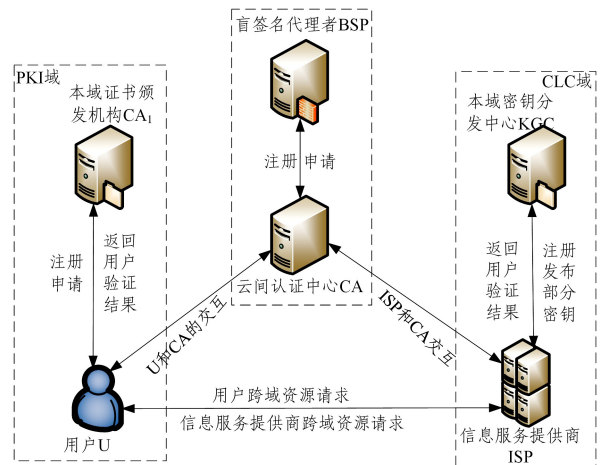 盲签名代理者BSP
PKI域
CLC域
本域证书颁
发机构CA1
本域密钥分
发中心KGC
注册 申请
注册
申请
返回
用户
验证
结果
云间认证中心CA
返回
用户
验证
结果
注册
发布
部分
密钥
U和CA的交互
ISP和CA交互
用户跨域资源请求
信息服务提供商跨域资源请求
用户U
信息服务提供商
ISP